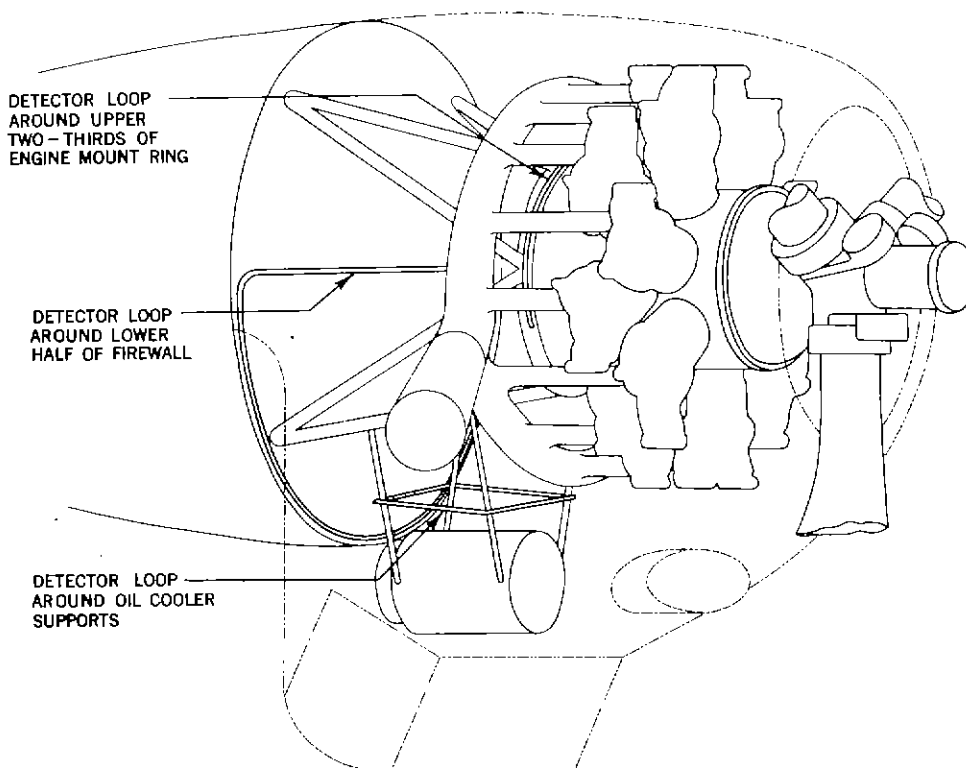 DETECTOR LOOP
AROUND UPPER
TWO-THIRDS OF
ENGINE MOUNT RING
DETECTOR LOOP
AROUND LOWER
HALF OF FIREWALL
DETECTOR LOOP
AROUND OIL COOLER
SUPPORTS